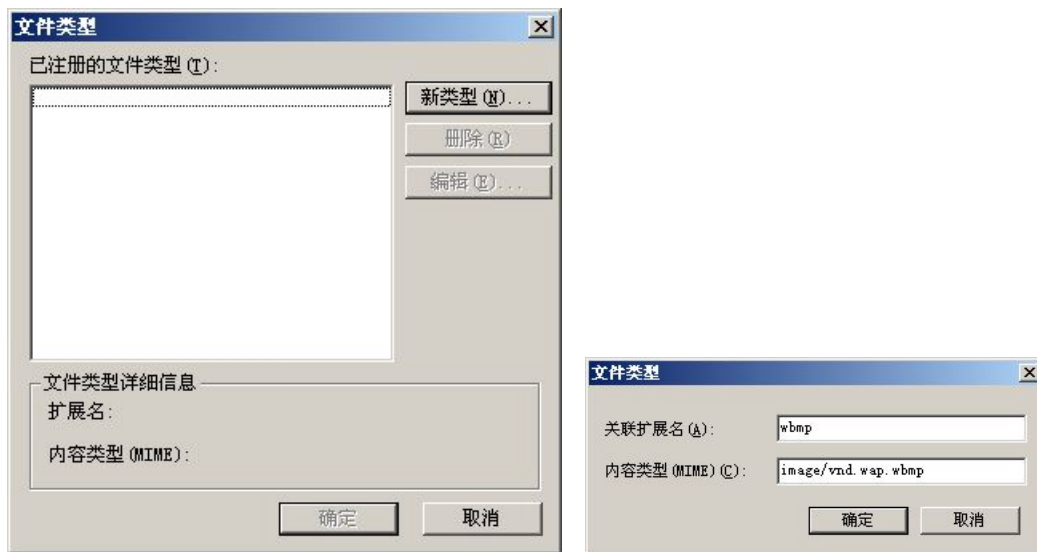 文件类型
已注册的文件类型(T):
新类型(N)...
删除(R)
编辑(E)...
文件类型详细信息
扩展名:
内容类型(MIME):
确定
取消
文件类型
关联扩展名(A):
wbmp
内容类型(MIME)(C):
image/vnd.wap.wbmp
确定
取消